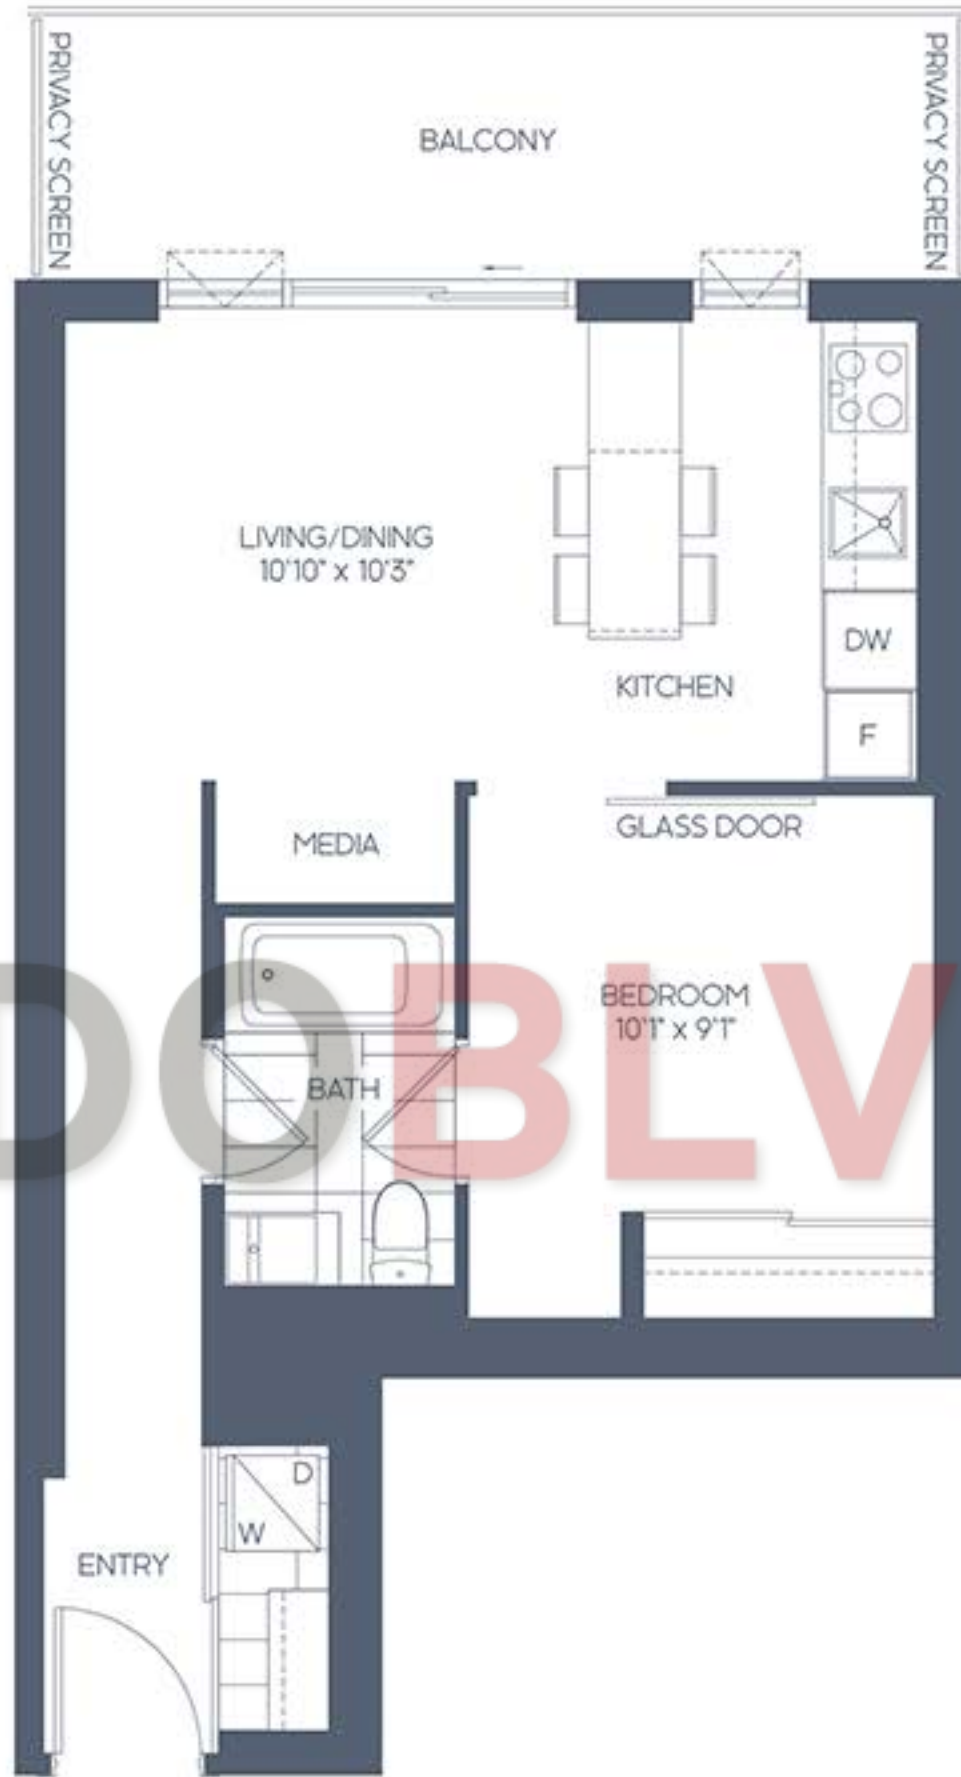 PRIVACY SCREEN
BALCONY
PRIVACY SCREEN
LIVING/DINING
10'10" x 10'3"
KITCHEN
DW
F
MEDIA
GLASS DOOR
BEDROOM
10'1" x 9'1"
DOBLV
BATH
D
W
ENTRY